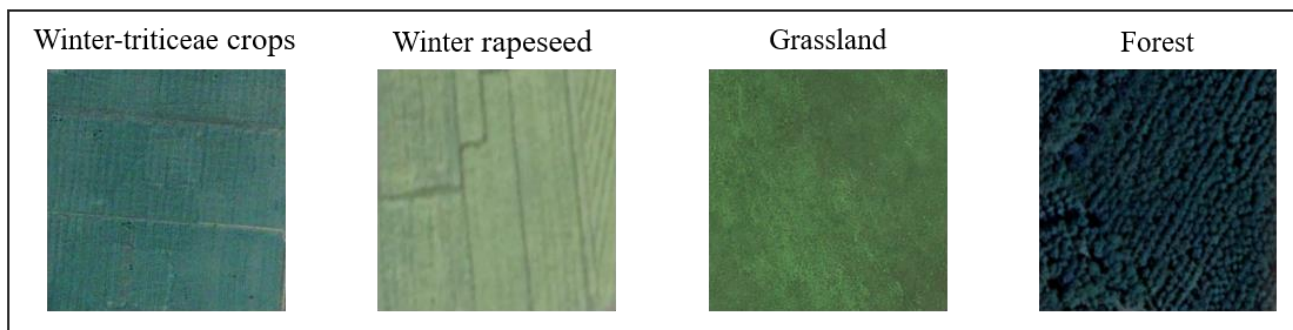 Winter-triticeae crops
Winter rapeseed
Grassland
Forest